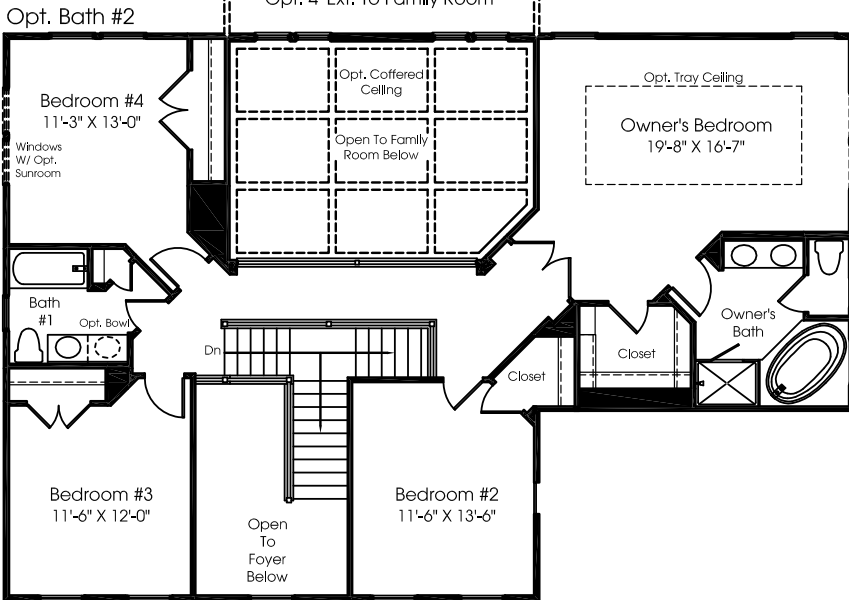 Opt. 4' Ext. To Family Room
Opt. Bath #2
Bedroom #4
11'-3" X 13'-0"
Windows
W/ Opt.
Sunroom
Opt. Coffered
Ceiling
Open To Family
Room Below
Opt. Tray Ceiling
Owner's Bedroom
19'-8" X 16'-7"
Bath
#1
Opt. Bowl
Dn
Owner's
Bath
Closet
Closet
Bedroom #3
11'-6" X 12'-0"
Open
To
Foyer
Below
Bedroom #2
11'-6" X 13'-6"